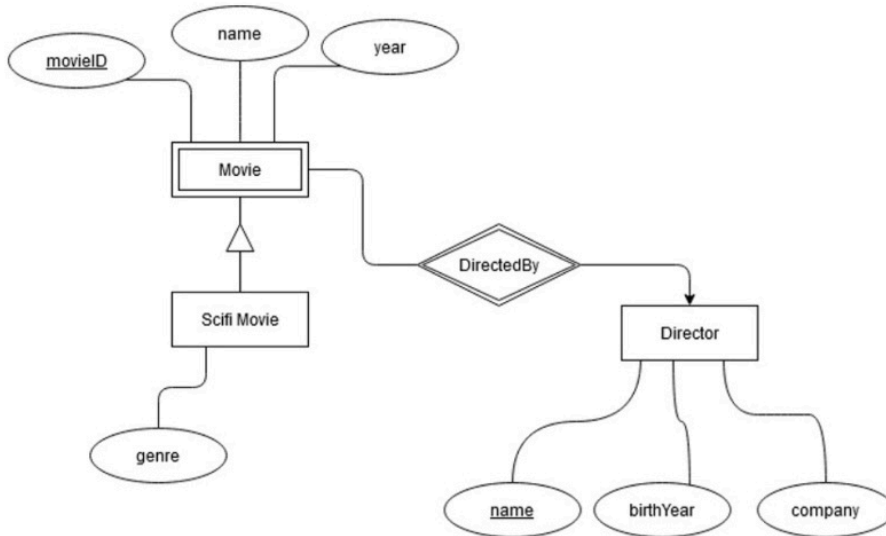 name
year
movieID
Movie
DirectedBy
Scifi Movie
Director
genre
name
birthYear
company